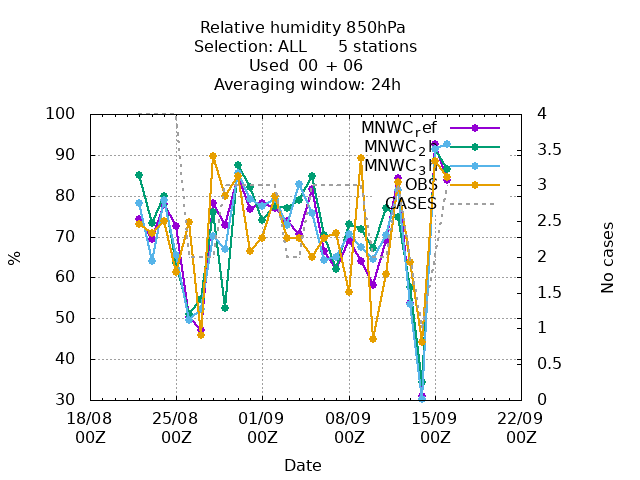 Relative humidity 850hPa
Selection: ALL 5 stations
Used 00 + 06
Averaging window: 24h
100
90
80
70
60
50
40
30
%
4
3.5
3
2.5
2
1.5
1
0.5
0
No cases
MNWCref
MNWC2h
MNWC3h
OBS
CASES
18/08 25/08 01/09 08/09 15/09 22/09
00Z 00Z 00Z 00Z 00Z 00Z
Date